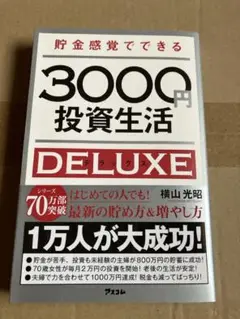 貯金感覚でできる
3000円
投資生活
デラックス
DELUXE
シリーズ
70万部
突破
はじめての人でも!
横山光昭
最新の貯め方&増やし方
1万人が大成功!
●貯金が苦手、投資も未経験の主婦が800万円の貯蓄に成功!
●70歳女性が毎月2万円の投資を開始! 老後の生活が安定!
●夫婦で力を合わせて1000万円達成! 税金も減ってばっちり!
アスコム